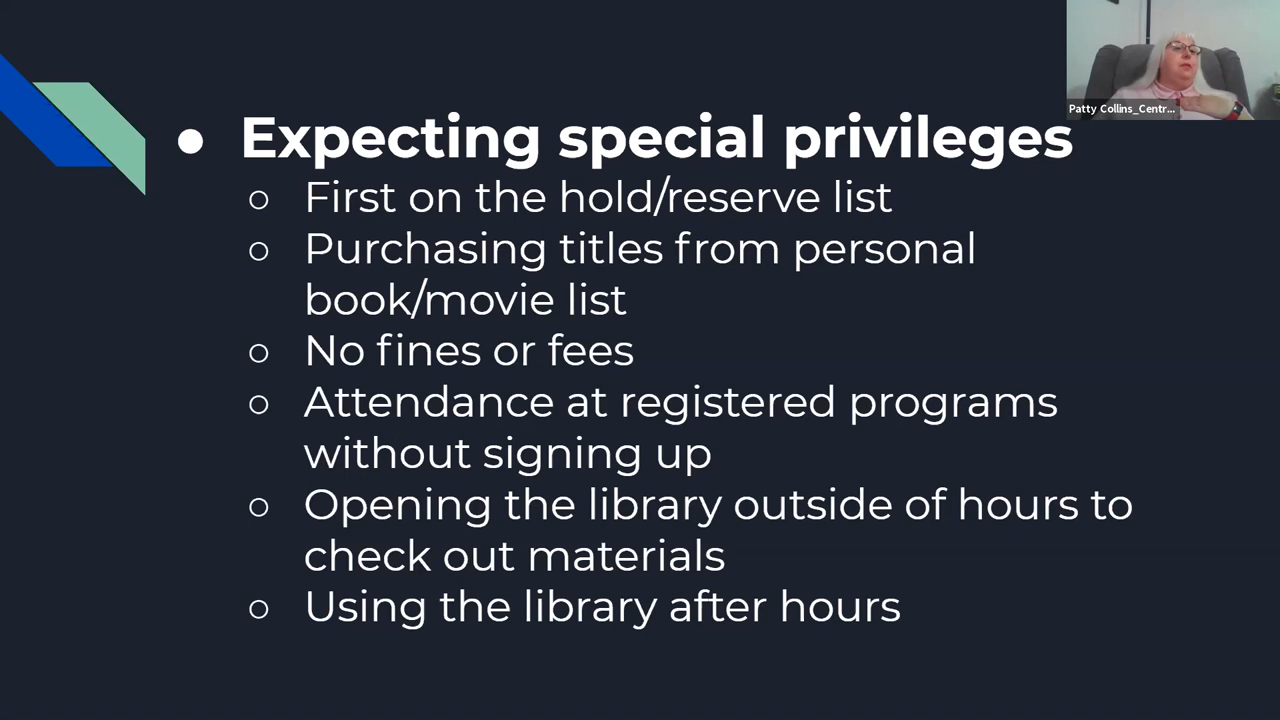 Patty Collins_Centr...
● Expecting special privileges
○ First on the hold/reserve list
○ Purchasing titles from personal
book/movie list
○ No fines or fees
○ Attendance at registered programs
without signing up
○ Opening the library outside of hours to
check out materials
○ Using the library after hours